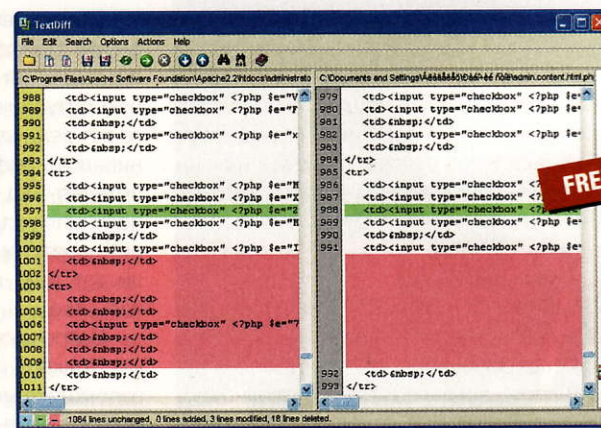 TextDiff
File Edit Search Options Actions Help
C:\Program Files\Apache Software Foundation\Apache2.2\htdocs\administrato
988 <td><input type="checkbox" <?php $e="V
989 <td><input type="checkbox" <?php $e="F
990 <td>&nbsp;</td>
991 <td><input type="checkbox" <?php $e="x
992 <td>&nbsp;</td>
993 </tr>
994 <tr>
995 <td><input type="checkbox" <?php $e="M
996 <td><input type="checkbox" <?php $e="X
997 <td><input type="checkbox" <?php $e="2
998 <td><input type="checkbox" <?php $e="M
999 <td>&nbsp;</td>
1000 <td><input type="checkbox" <?php $e="I
1001 <td>&nbsp;</td>
1002 </tr>
1003 <tr>
1004 <td>&nbsp;</td>
1005 <td>&nbsp;</td>
1006 <td><input type="checkbox" <?php $e="7
1007 <td>&nbsp;</td>
1008 <td>&nbsp;</td>
1009 <td>&nbsp;</td>
1010 <td>&nbsp;</td>
1011 </tr>
C:\Documents and Settings\
admin.content.html.ph
979 <td><input type="checkbox" <?php $e=
980 <td><input type="checkbox" <?php $e=
981 <td>&nbsp;</td>
982 <td><input type="checkbox" <?php $e=
983 <td>&nbsp;</td>
984 </tr>
985 <tr>
986 <td><input type="checkbox" <?
987 <td><input type="checkbox" <?
988 <td><input type="checkbox" <?
989 <td><input type="checkbox" <?php $e=
990 <td>&nbsp;</td>
991 <td><input type="checkbox" <?php $e=
992 <td>&nbsp;</td>
993 </tr>
FRE
1084 lines unchanged, 0 lines added, 3 lines modified, 18 lines deleted.